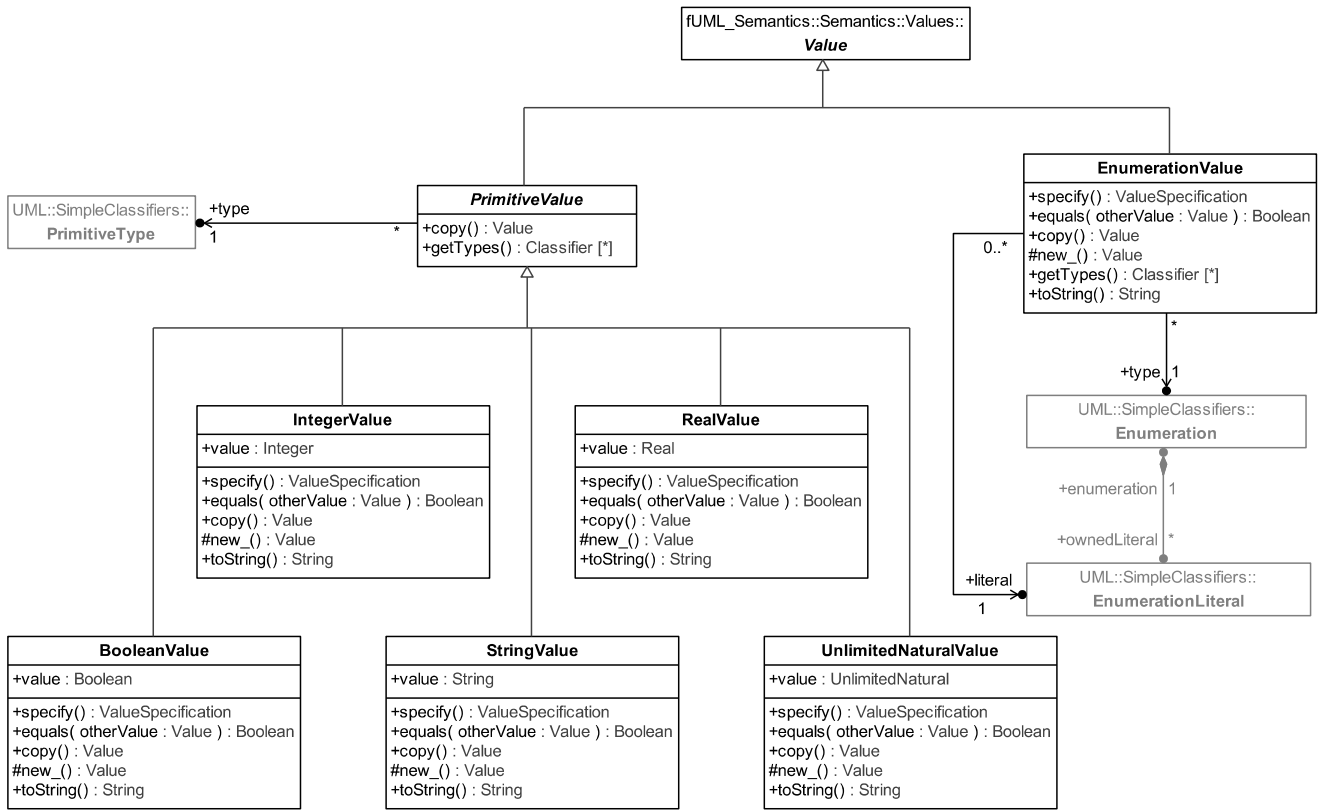 fUML_Semantics::Semantics::Values::
Value
EnumerationValue
+specify() : ValueSpecification
+equals( otherValue : Value ) : Boolean
+copy() : Value
#new_() : Value
+getTypes() : Classifier [*]
+toString() : String
PrimitiveValue
+copy() : Value
+getTypes() : Classifier [*]
UML::SimpleClassifiers::
PrimitiveType
+type
1
*
0..*
*
+type
1
UML::SimpleClassifiers::
Enumeration
+enumeration
1
+ownedLiteral
*
+literal
1
UML::SimpleClassifiers::
EnumerationLiteral
IntegerValue
+value : Integer
+specify() : ValueSpecification
+equals( otherValue : Value ) : Boolean
+copy() : Value
#new_() : Value
+toString() : String
RealValue
+value : Real
+specify() : ValueSpecification
+equals( otherValue : Value ) : Boolean
+copy() : Value
#new_() : Value
+toString() : String
BooleanValue
+value : Boolean
+specify() : ValueSpecification
+equals( otherValue : Value ) : Boolean
+copy() : Value
#new_() : Value
+toString() : String
StringValue
+value : String
+specify() : ValueSpecification
+equals( otherValue : Value ) : Boolean
+copy() : Value
#new_() : Value
+toString() : String
UnlimitedNaturalValue
+value : UnlimitedNatural
+specify() : ValueSpecification
+equals( otherValue : Value ) : Boolean
+copy() : Value
#new_() : Value
+toString() : String